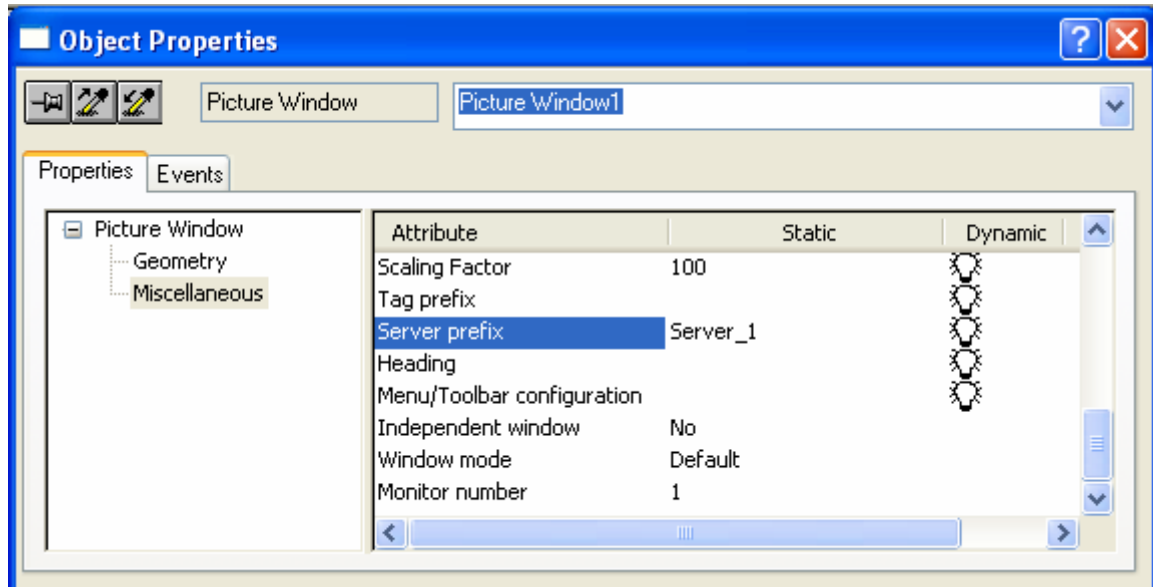 Object Properties
Picture Window Picture Window1
Properties Events
Picture Window
Geometry
Miscellaneous
Attribute Static Dynamic
Scaling Factor 100
Tag prefix
Server prefix Server_1
Heading
Menu/Toolbar configuration
Independent window No
Window mode Default
Monitor number 1